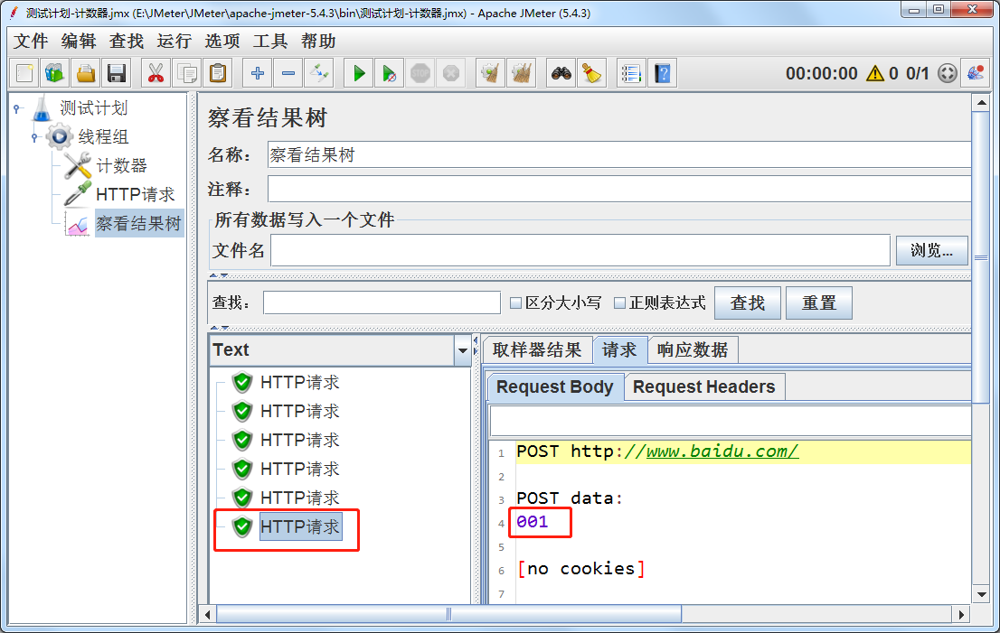 测试计划-计数器.jmx (E:\JMeter\JMeter\apache-jmeter-5.4.3\bin\测试计划-计数器.jmx) - Apache JMeter (5.4.3)
文件 编辑 查找 运行 选项 工具 帮助
00:00:00 0 0/1
测试计划
线程组
计数器
HTTP请求
察看结果树
察看结果树
名称： 察看结果树
注释：
所有数据写入一个文件
文件名 浏览...
查找： 区分大小写 正则表达式 查找 重置
Text
HTTP请求
HTTP请求
HTTP请求
HTTP请求
HTTP请求
HTTP请求
取样器结果 请求 响应数据
Request Body Request Headers
1 POST http://www.baidu.com/
2
3 POST data:
4 001
5
6 [no cookies]
7